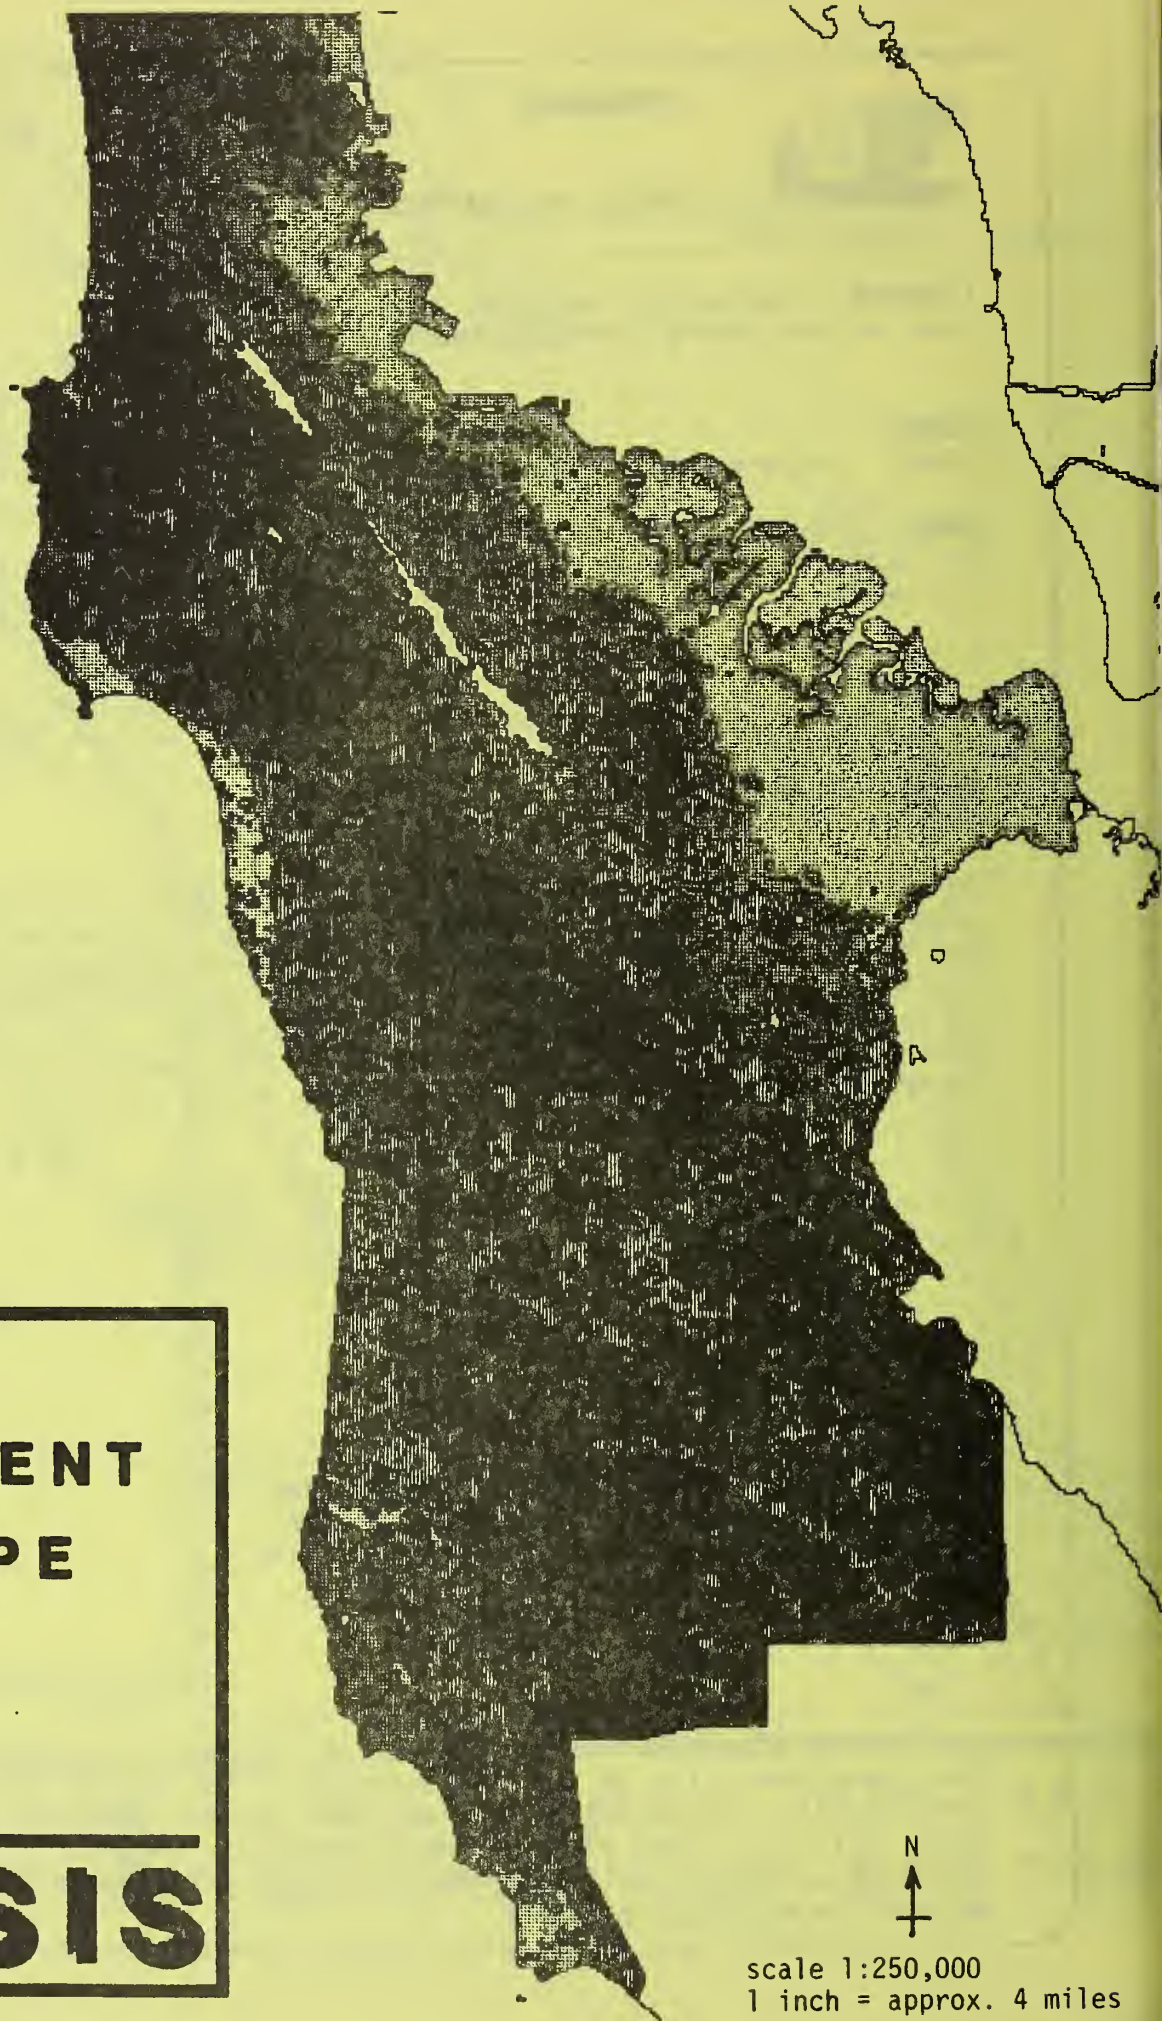 ENT
PE
SIS
N
scale 1:250,000
1 inch = approx. 4 miles